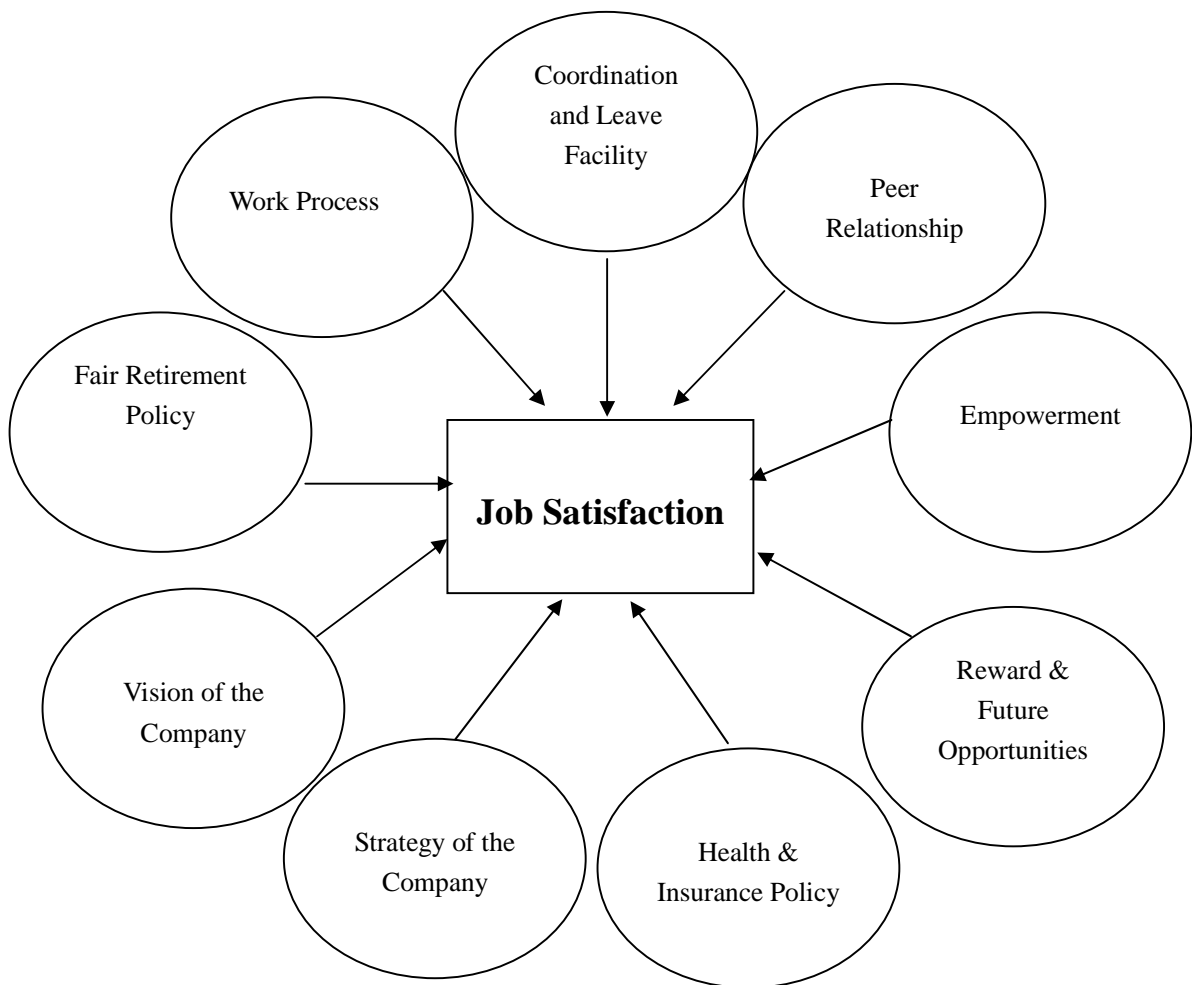 Coordination
and Leave
Facility
Work Process
Peer
Relationship
Fair Retirement
Policy
Empowerment
Job Satisfaction
Vision of the
Company
Reward &
Future
Opportunities
Strategy of the
Company
Health &
Insurance Policy